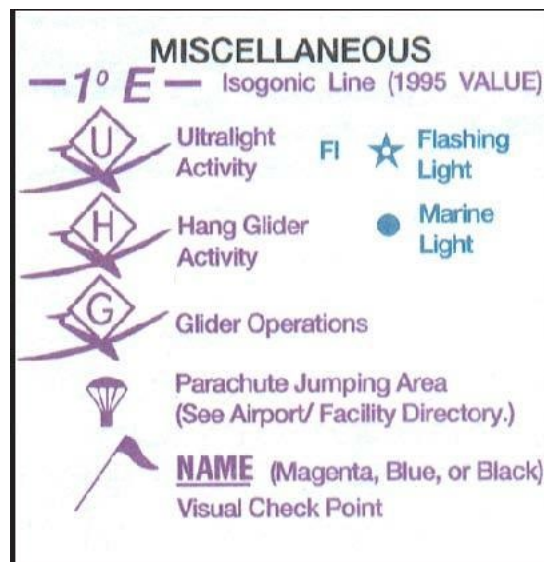 MISCELLANEOUS
1° E Isogonic Line (1995 VALUE)
U Ultralight Activity
Fl Flashing Light
H Hang Glider Activity
Marine Light
G Glider Operations
Parachute Jumping Area
(See Airport/ Facility Directory.)
NAME (Magenta, Blue, or Black)
Visual Check Point